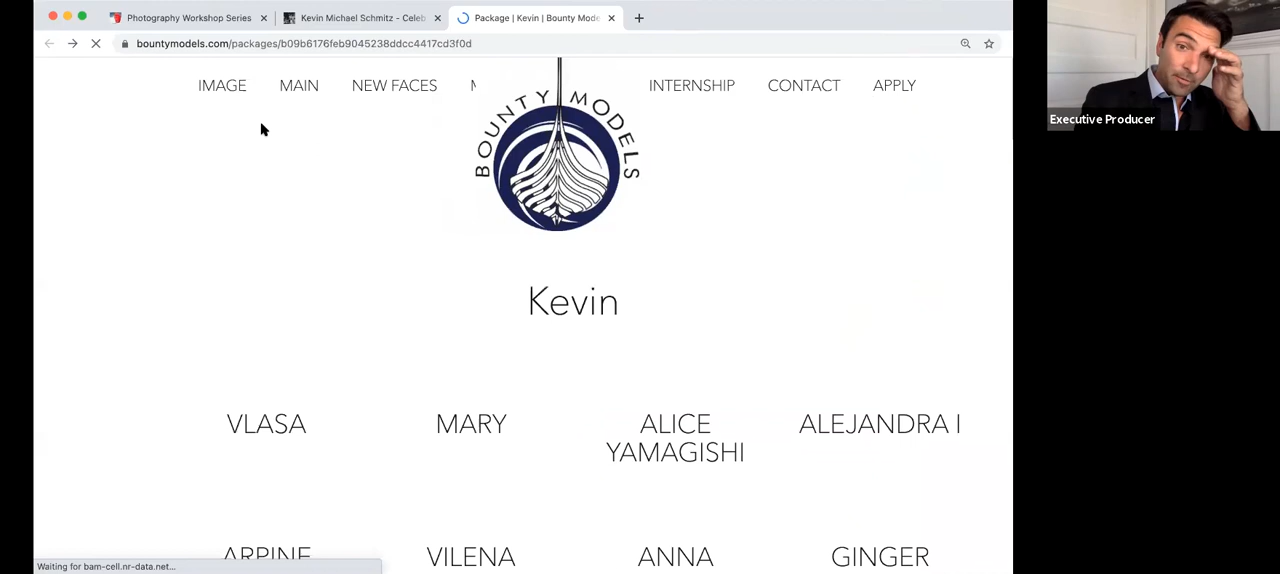 Photography Workshop Series
Kevin Michael Schmitz - Celeb
Package | Kevin | Bounty Mode
bountymodels.com/packages/b09b6176feb9045238ddcc4417cd3f0d
IMAGE MAIN NEW FACES INTERNSHIP CONTACT APPLY
BOUNTY MODELS
Kevin
VLASA MARY ALICE YAMAGISHI ALEJANDRA I
ARPINE VILENA ANNA GINGER
Waiting for bam-cell.nr-data.net...
Executive Producer